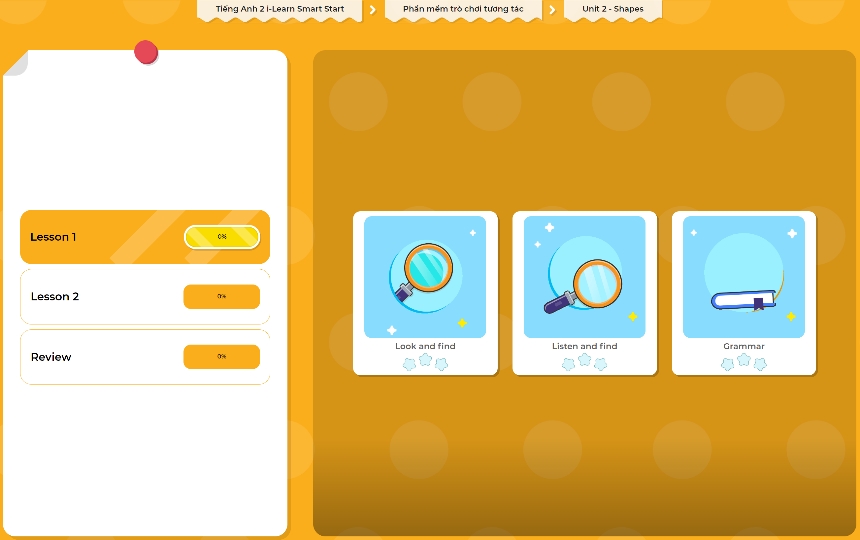 Tiếng Anh 2 i-Learn Smart Start
Phần mềm trò chơi tương tác
Unit 2 - Shapes
Lesson 1
0%
Lesson 2
0%
Review
0%
Look and find
Listen and find
Grammar